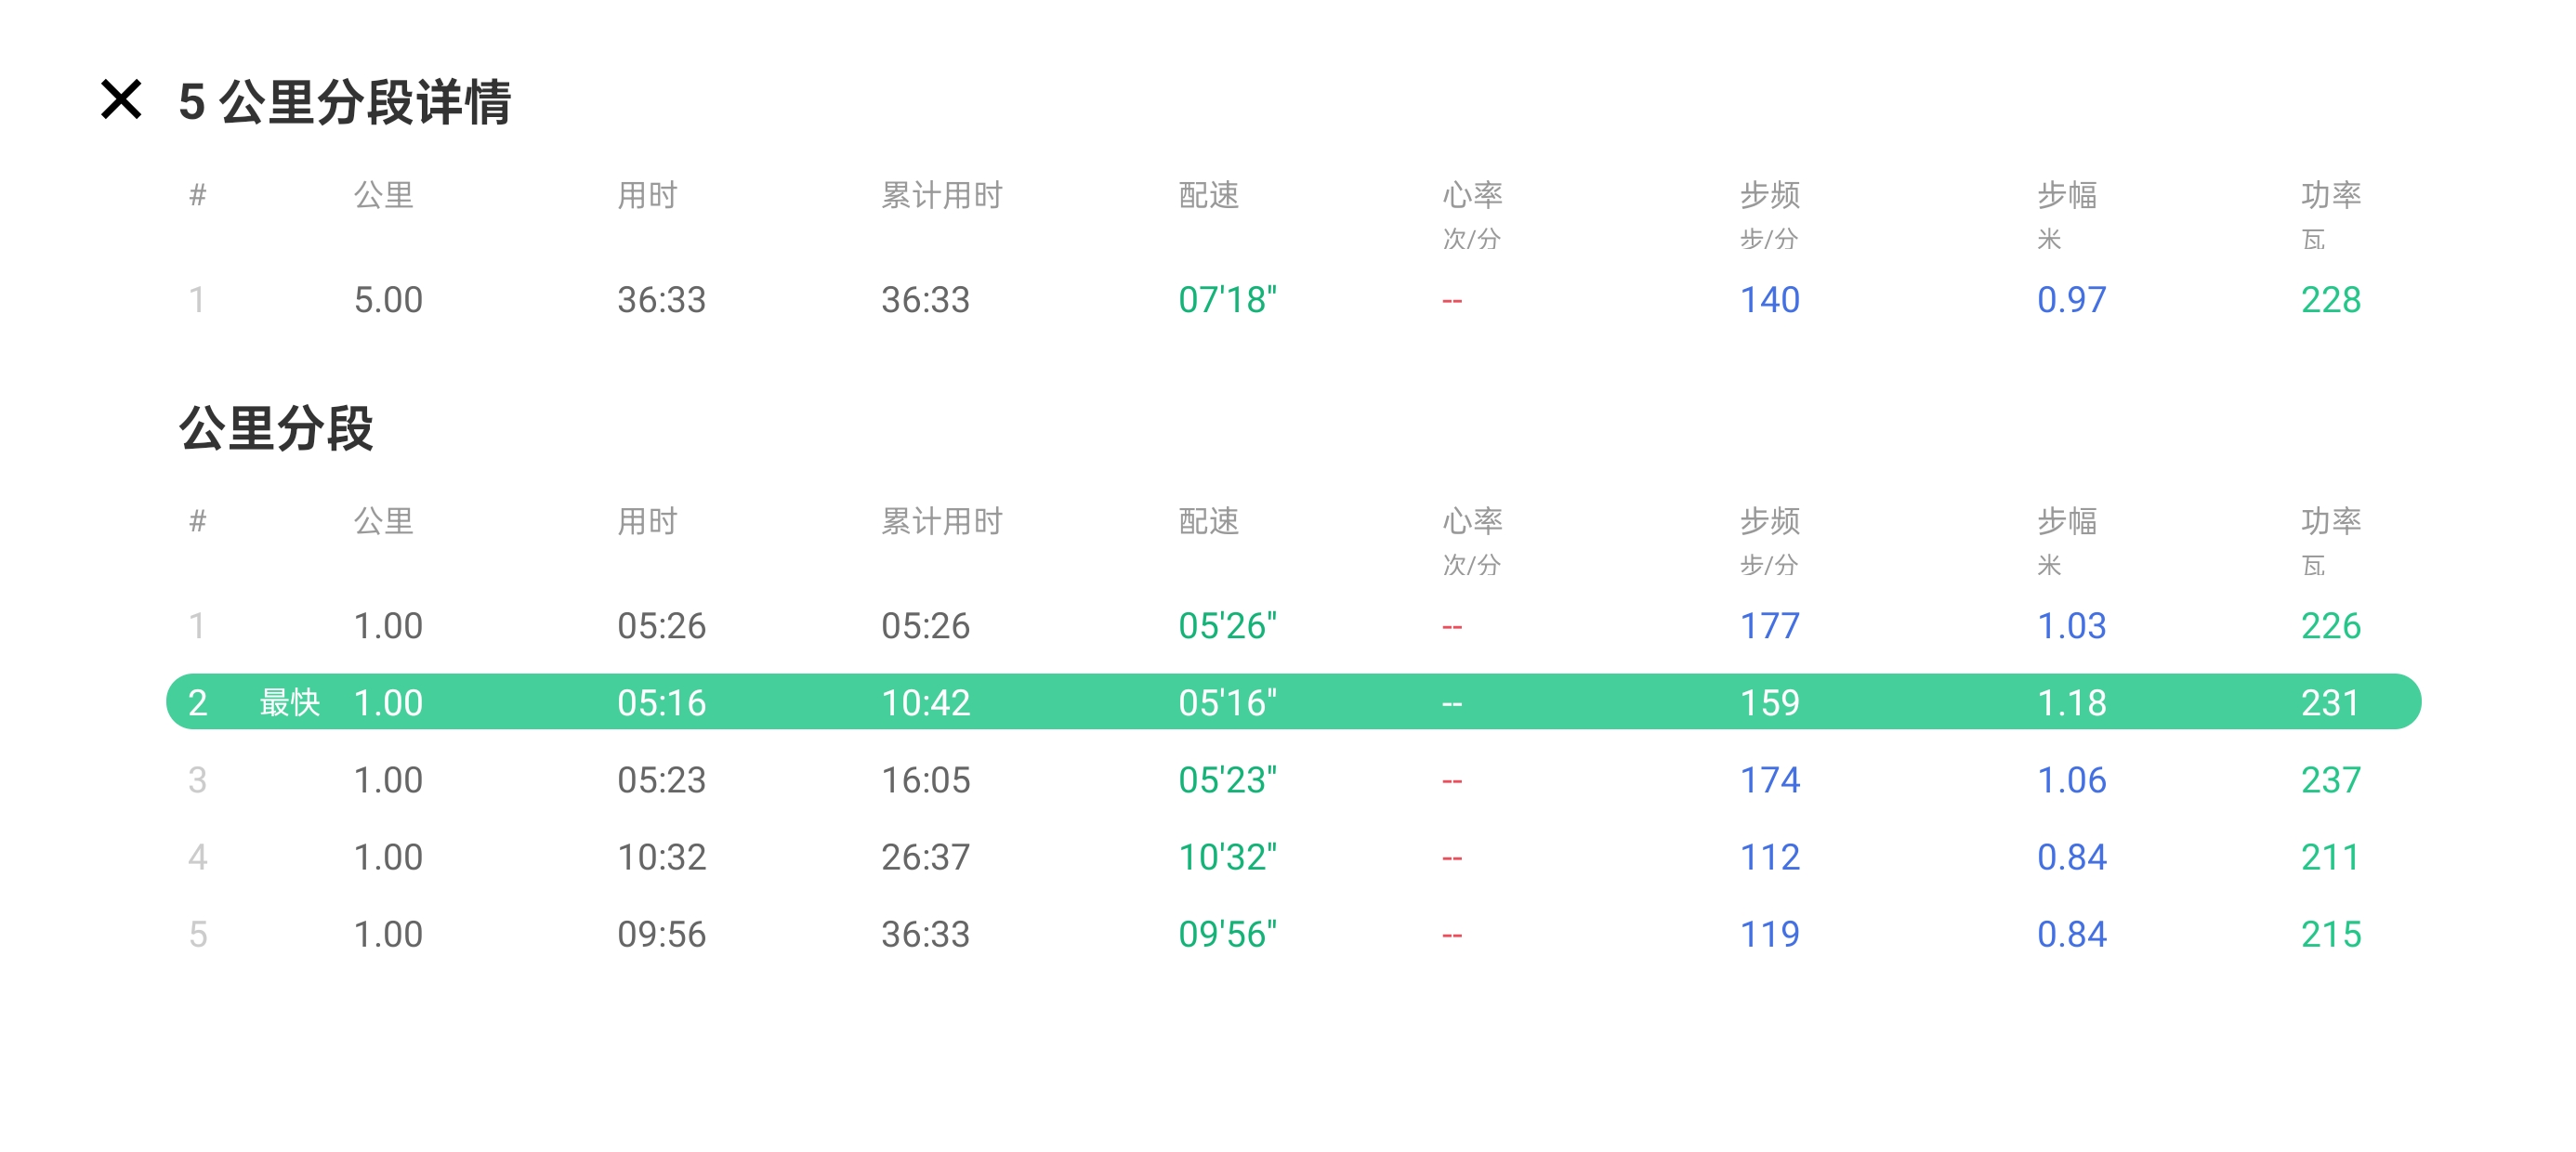 5 公里分段详情
# 公里 用时 累计用时 配速 心率 步频 步幅 功率
次/分 步/分 米 瓦
1 5.00 36:33 36:33 07'18" -- 140 0.97 228
公里分段
# 公里 用时 累计用时 配速 心率 步频 步幅 功率
次/分 步/分 米 瓦
1 1.00 05:26 05:26 05'26" -- 177 1.03 226
2 最快 1.00 05:16 10:42 05'16" -- 159 1.18 231
3 1.00 05:23 16:05 05'23" -- 174 1.06 237
4 1.00 10:32 26:37 10'32" -- 112 0.84 211
5 1.00 09:56 36:33 09'56" -- 119 0.84 215